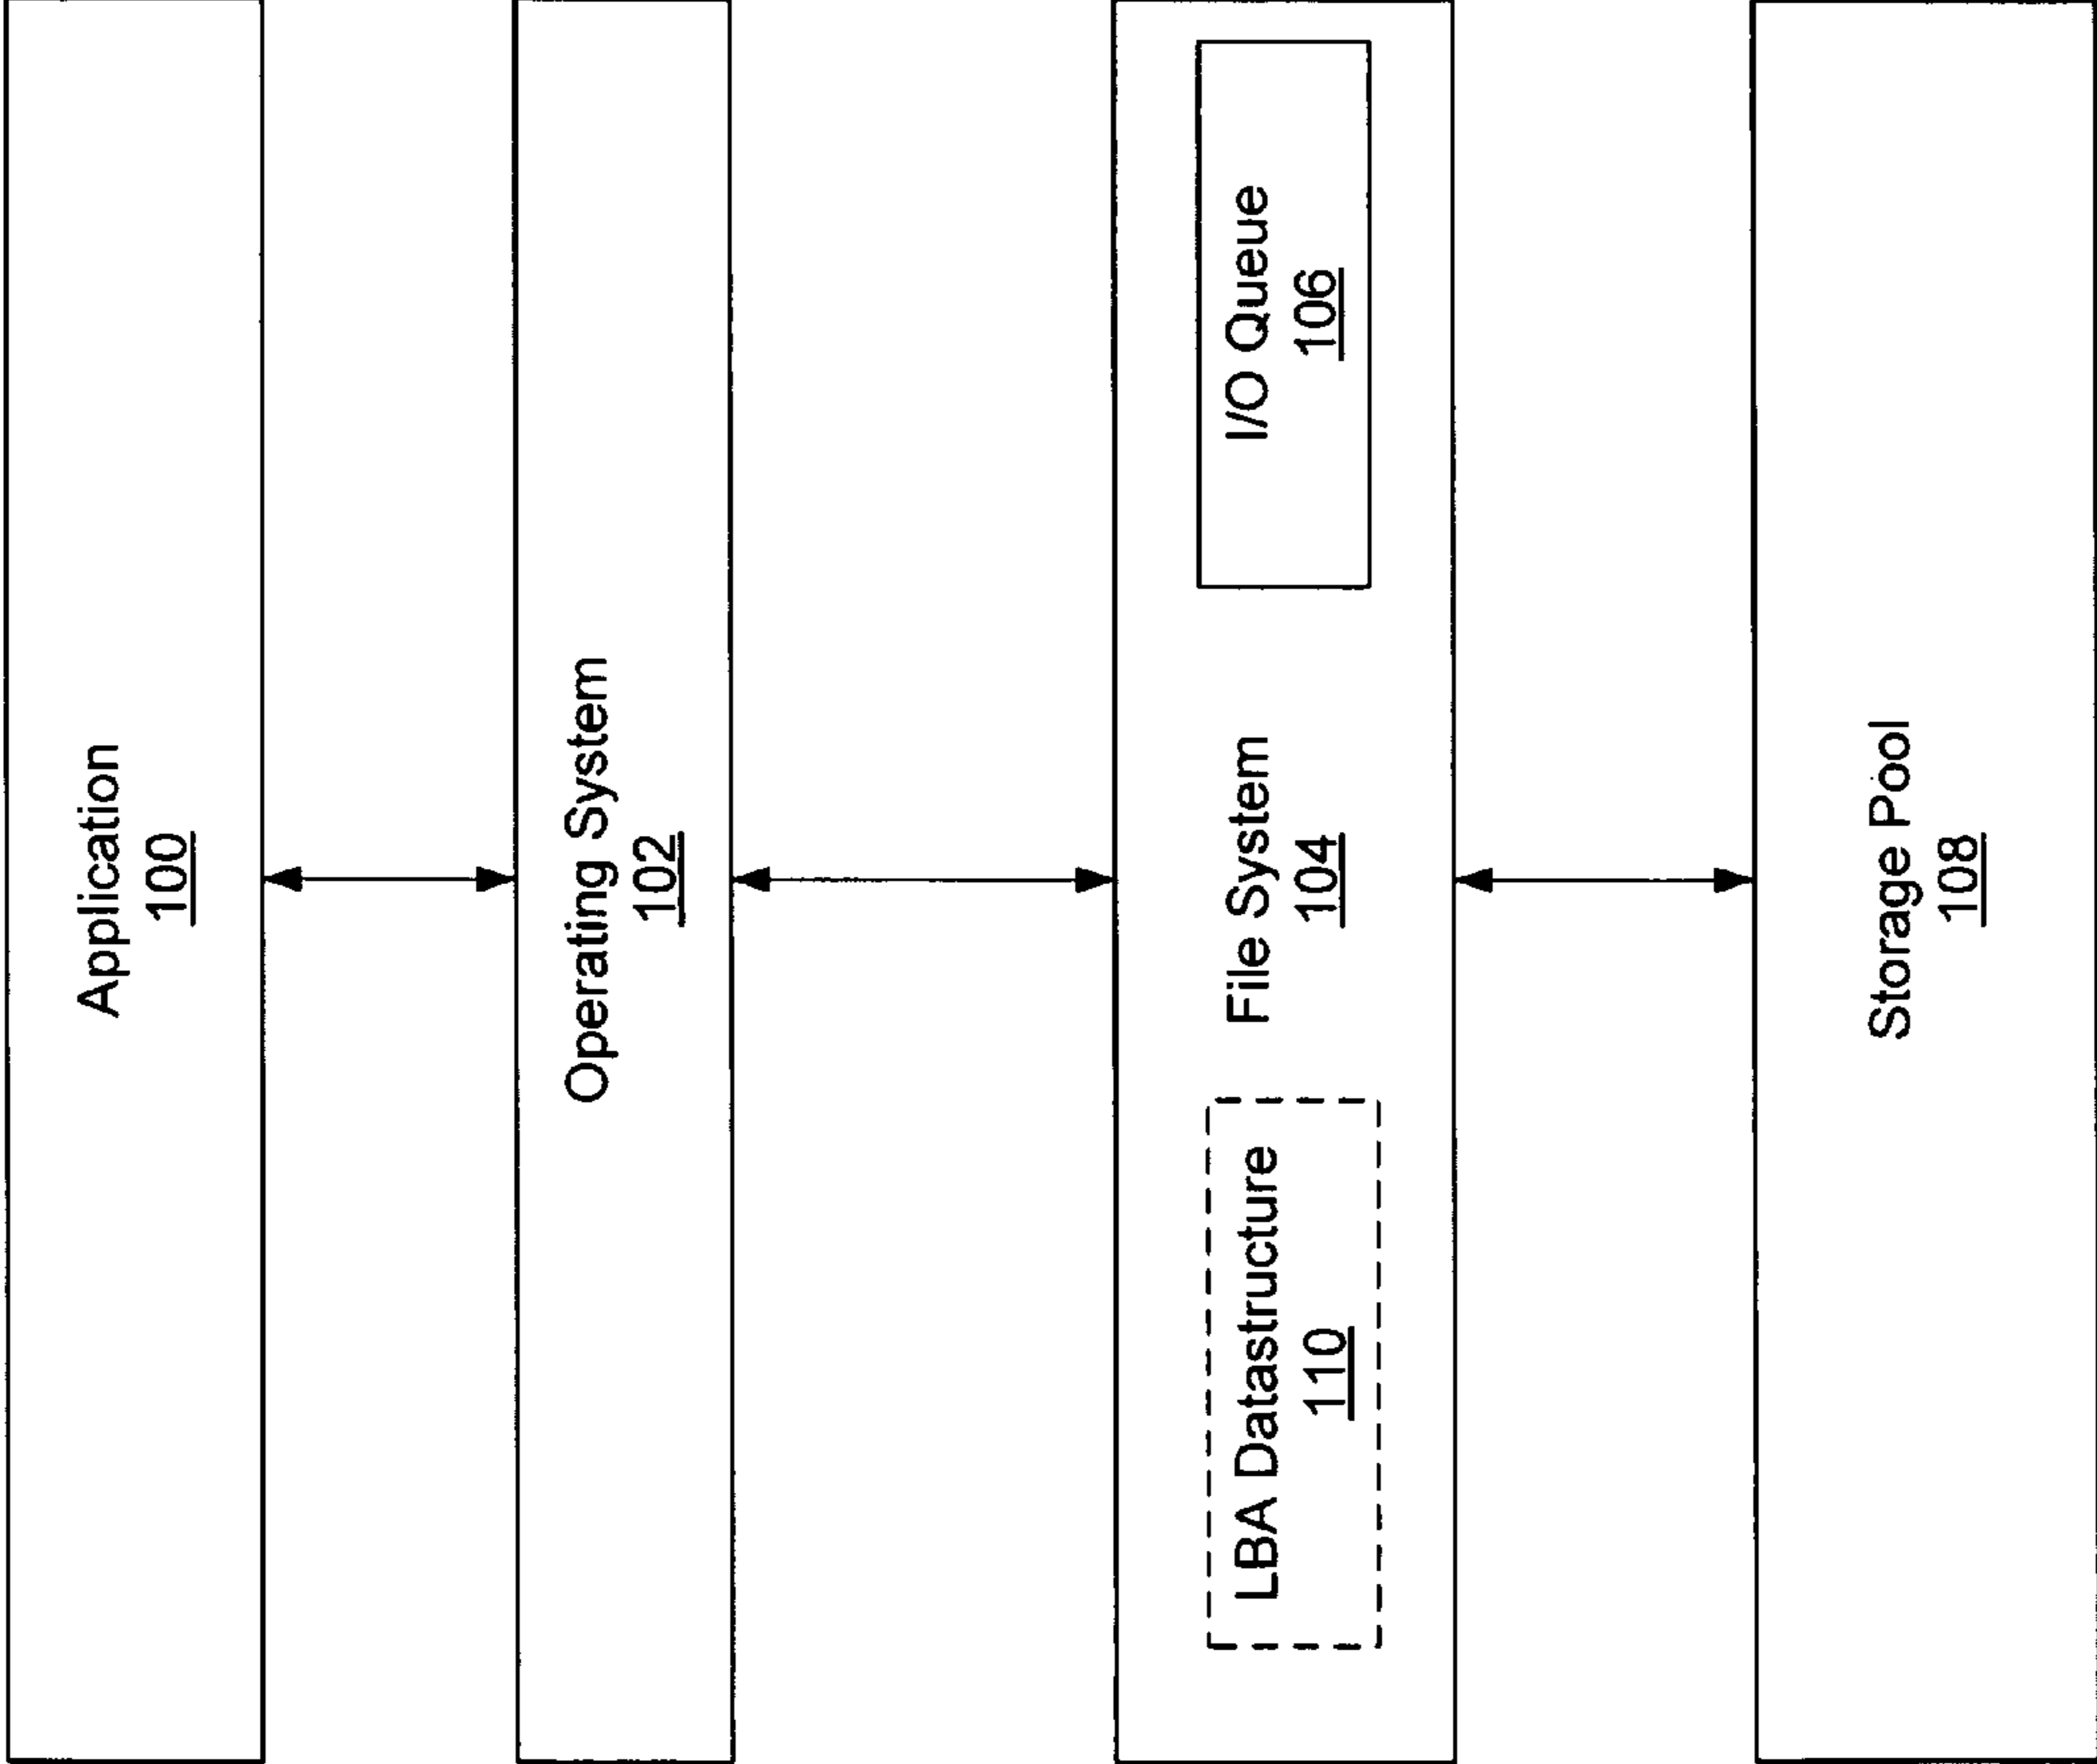 Application
100
Operating System
102
LBA Datastructure
110
File System
104
I/O Queue
106
Storage Pool
108